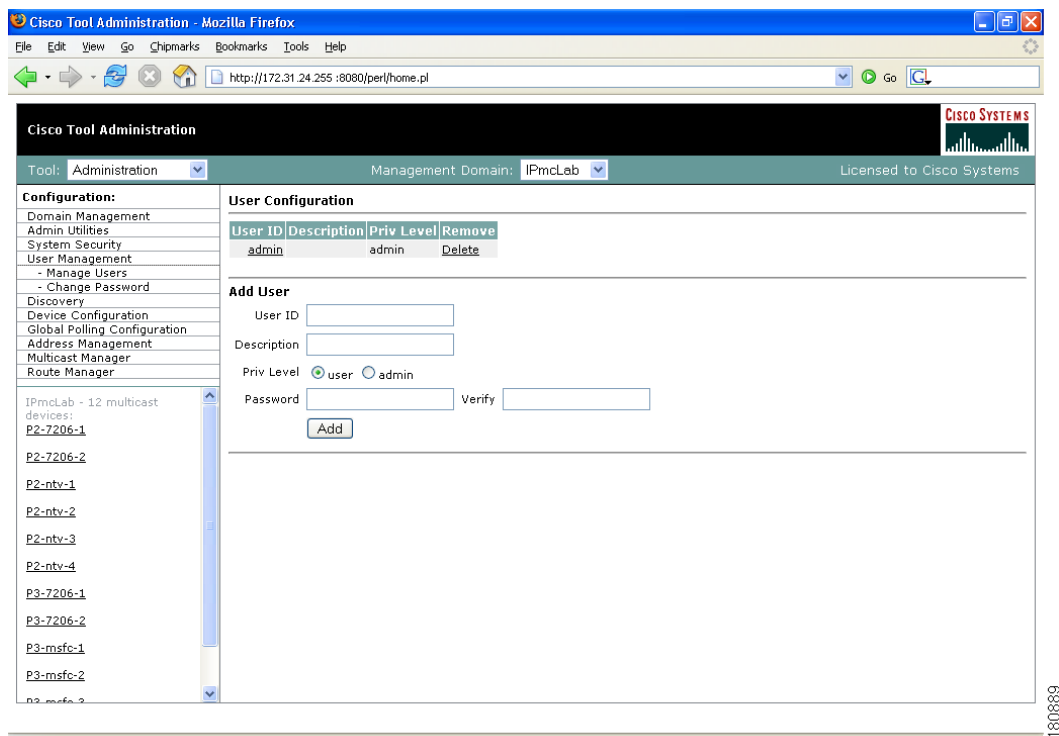 Cisco Tool Administration - Mozilla Firefox
File Edit View Go Chipmarks Bookmarks Tools Help
http://172.31.24.255 :8080/perl/home.pl
Go
G
Cisco Tool Administration
CISCO SYSTEMS
Tool: Administration
Management Domain: IPmcLab
Licensed to Cisco Systems
Configuration:
Domain Management
Admin Utilities
System Security
User Management
- Manage Users
- Change Password
Discovery
Device Configuration
Global Polling Configuration
Address Management
Multicast Manager
Route Manager
IPmcLab - 12 multicast
devices:
P2-7206-1
P2-7206-2
P2-ntv-1
P2-ntv-2
P2-ntv-3
P2-ntv-4
P3-7206-1
P3-7206-2
P3-msfc-1
P3-msfc-2
User Configuration
User ID Description Priv Level Remove
admin admin Delete
Add User
User ID
Description
Priv Level user admin
Password Verify
Add
180889